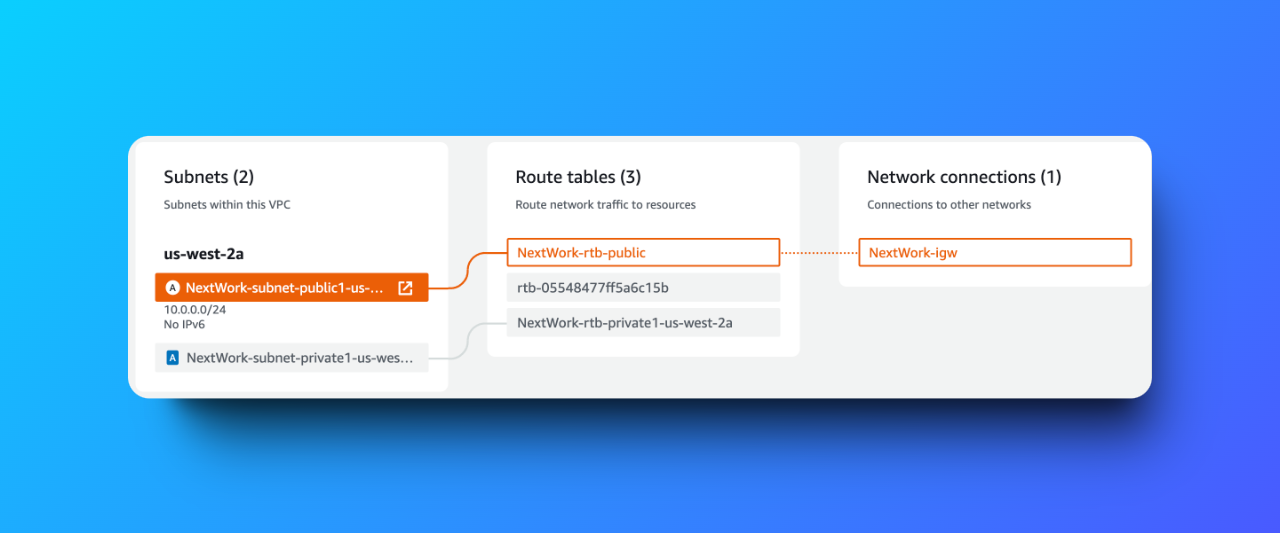 Subnets (2)
Subnets within this VPC
us-west-2a
A NextWork-subnet-public1-us-...
10.0.0.0/24
No IPv6
A NextWork-subnet-private1-us-wes...
Route tables (3)
Route network traffic to resources
NextWork-rtb-public
rtb-05548477ff5a6c15b
NextWork-rtb-private1-us-west-2a
Network connections (1)
Connections to other networks
NextWork-igw